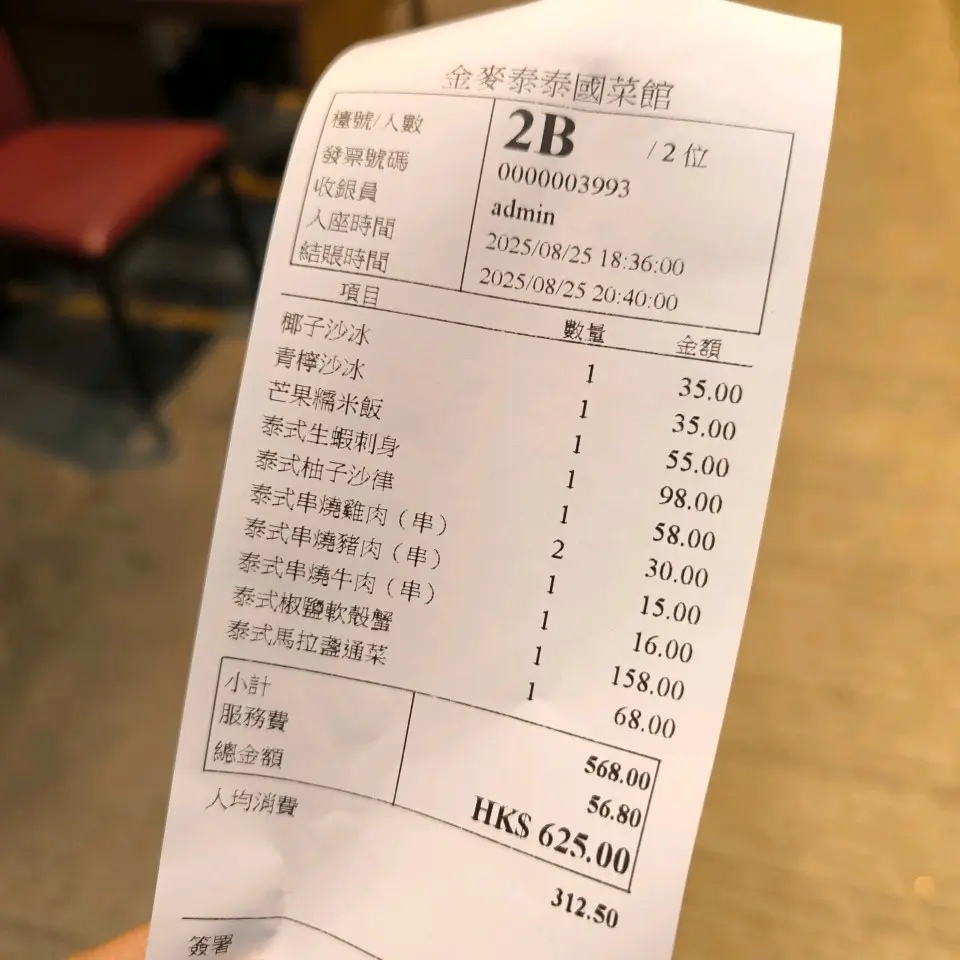 金麥泰泰國菜館
檯號/人數 2B /2 位
發票號碼 0000003993
收銀員 admin
入座時間 2025/08/25 18:36:00
結賬時間 2025/08/25 20:40:00
項目 數量 金額
椰子沙冰 1 35.00
青檸沙冰 1 35.00
芒果糯米飯 1 55.00
泰式生蝦刺身 1 98.00
泰式柚子沙律 1 58.00
泰式串燒雞肉（串） 2 30.00
泰式串燒豬肉（串） 1 15.00
泰式串燒牛肉（串） 1 16.00
泰式椒鹽軟殼蟹 1 158.00
泰式馬拉盞通菜 1 68.00
小計 568.00
服務費 56.80
總金額 HK$ 625.00
人均消費 312.50
簽署